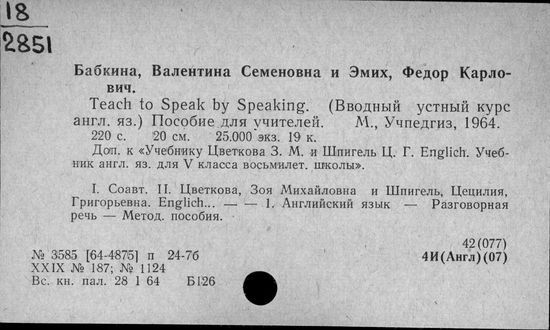 18
2851
Бабкина, Валентина Семеновна и Эмих, Федор Карло-
вич.
Teach to Speak by Speaking. (Вводный устный курс
англ. яз.) Пособие для учителей. М., Учпедгиз, 1964.
220 с. 20 см. 25.000 экз. 19 к.
Доп. к «Учебнику Цветкова З. М. и Шпигель Ц. Г. Englich. Учеб-
ник англ. яз. для V класса восьмилет. школы».
I. Соавт. II. Цветкова, Зоя Михайловна и Шпигель, Цецилия,
Григорьевна. Englich... — — 1. Английский язык — Разговорная
речь — Метод. пособия.
42(077)
№ 3585 [64-4875] п 24-7б 4И(Англ)(07)
XXIX № 187; № 1124
Вс. кн. пал. 28 1 64 Б126